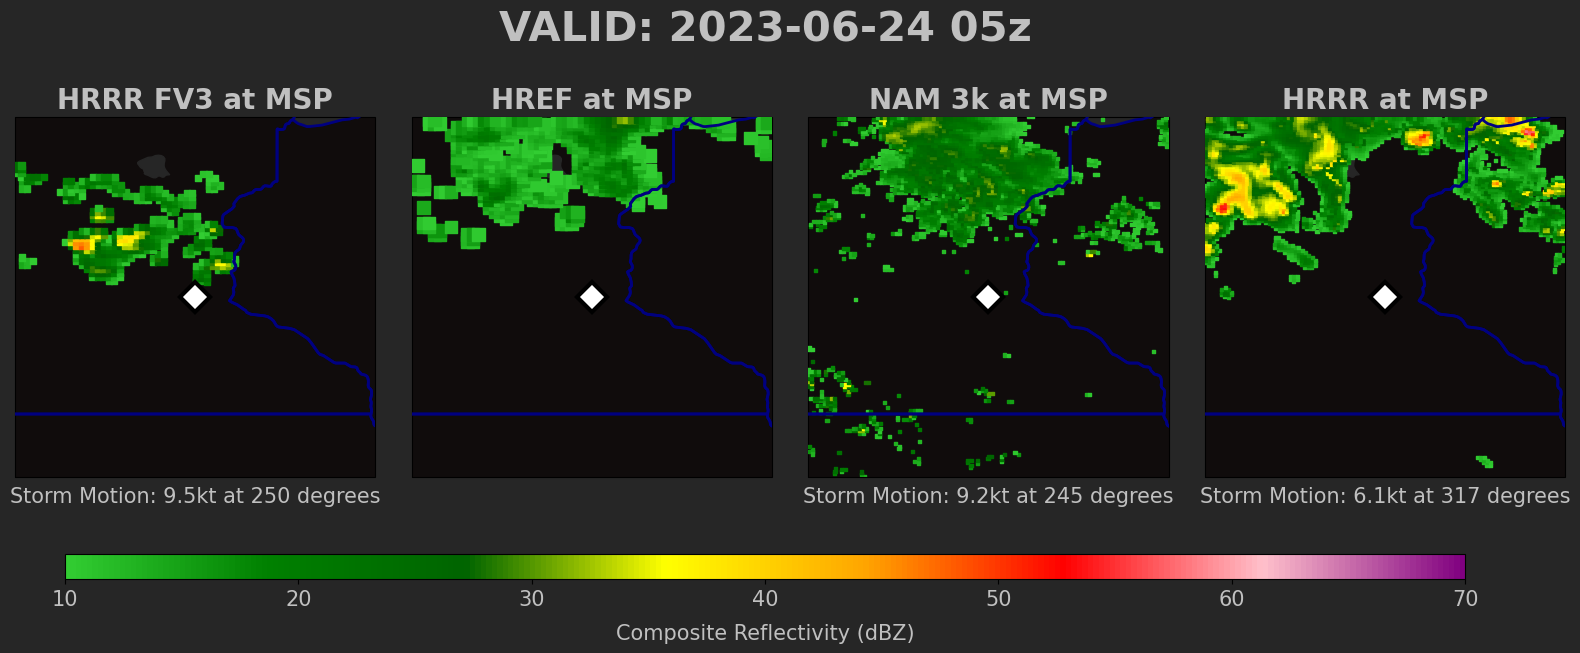 VALID: 2023-06-24 05z
HRRR FV3 at MSP
HREF at MSP
NAM 3k at MSP
HRRR at MSP
Storm Motion: 9.5kt at 250 degrees
Storm Motion: 9.2kt at 245 degrees
Storm Motion: 6.1kt at 317 degrees
10 20 30 40 50 60 70
Composite Reflectivity (dBZ)